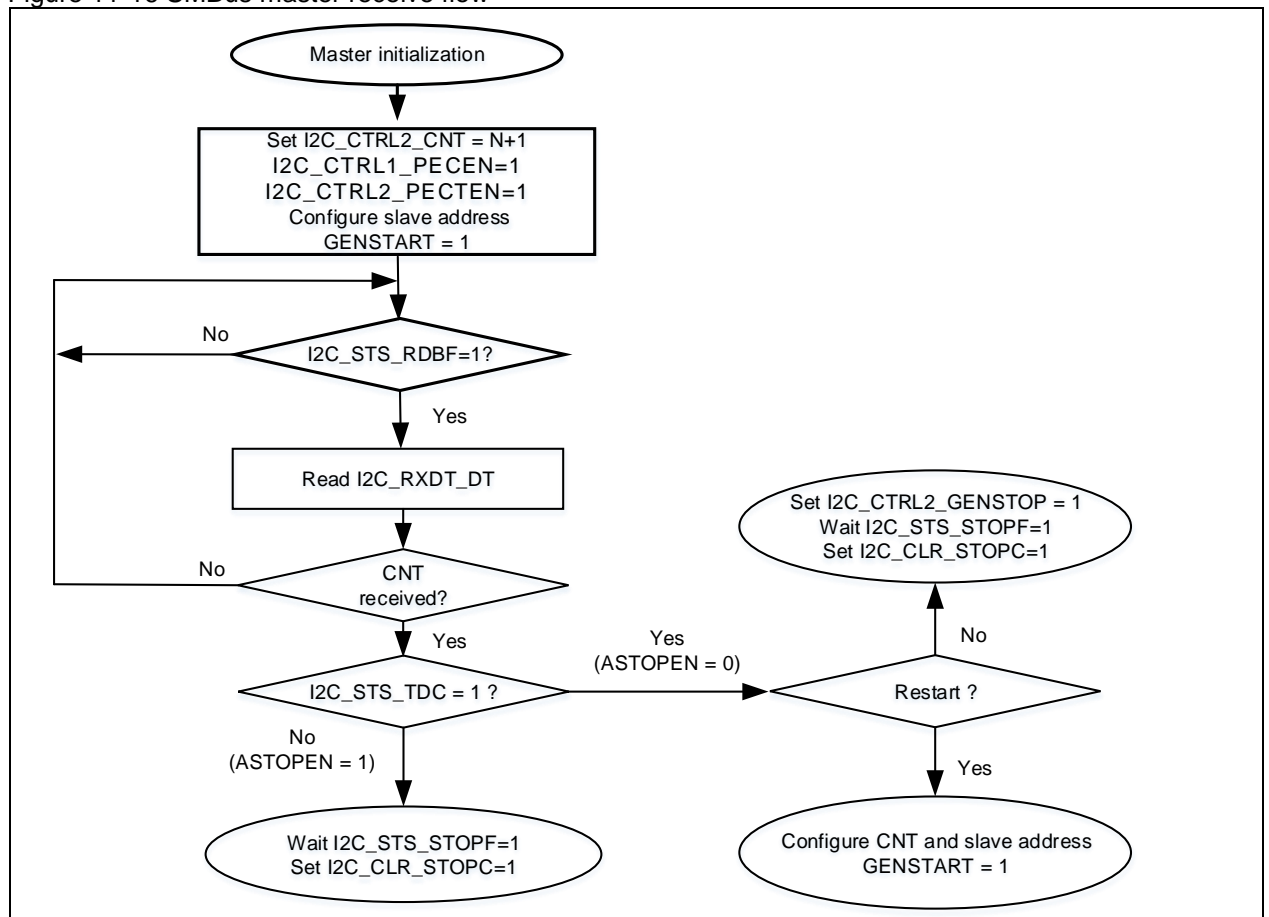 Master initialization
Set I2C_CTRL2_CNT = N+1
I2C_CTRL1_PECEN=1
I2C_CTRL2_PECTEN=1
Configure slave address
GENSTART = 1
No
I2C_STS_RDBF=1?
Yes
Read I2C_RXDT_DT
Set I2C_CTRL2_GENSTOP = 1
Wait I2C_STS_STOPF=1
Set I2C_CLR_STOPC=1
No
CNT
received?
Yes
Yes
(ASTOPEN = 0)
No
I2C_STS_TDC = 1 ?
Restart ?
No
(ASTOPEN = 1)
Yes
Wait I2C_STS_STOPF=1
Set I2C_CLR_STOPC=1
Configure CNT and slave address
GENSTART = 1